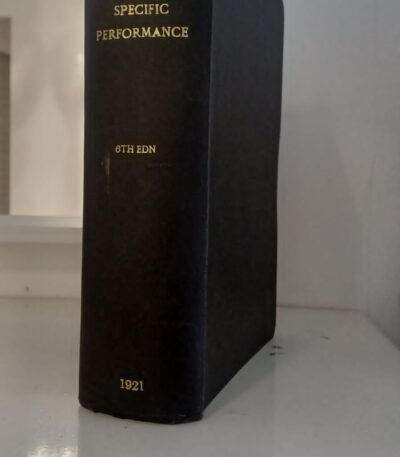 SPECIFIC
PERFORMANCE
6TH EDN
1921